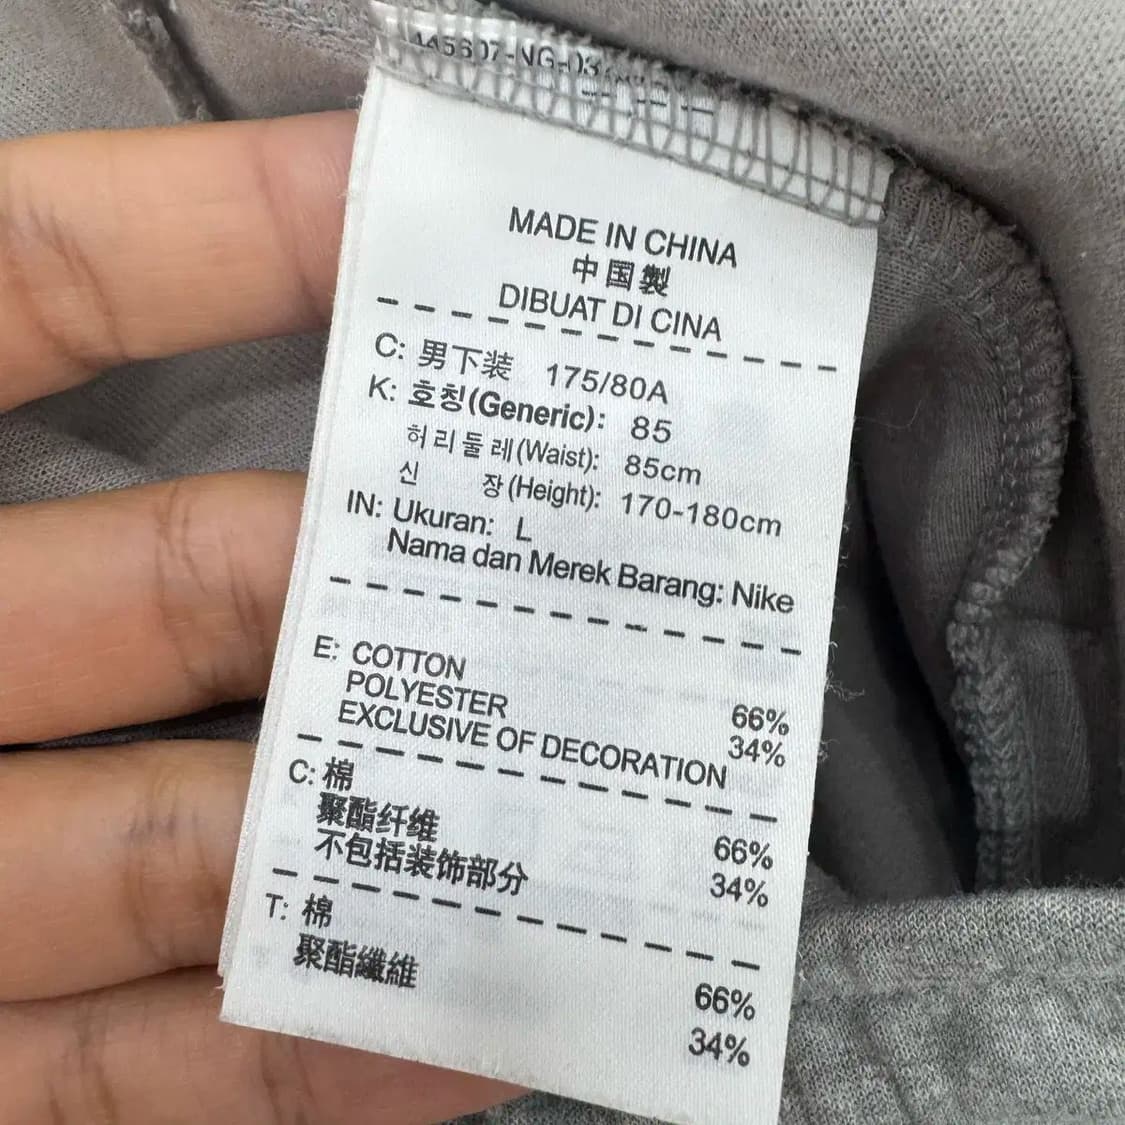 MADE IN CHINA
中国製
DIBUAT DI CINA
C: 男下装 175/80A
K: 호칭(Generic): 85
허리둘레(Waist): 85cm
신 장(Height): 170-180cm
IN: Ukuran: L
Nama dan Merek Barang: Nike
E: COTTON 66%
POLYESTER 34%
EXCLUSIVE OF DECORATION
C: 棉 66%
聚酯纤维 34%
不包括装饰部分
T: 棉 66%
聚酯纖維 34%